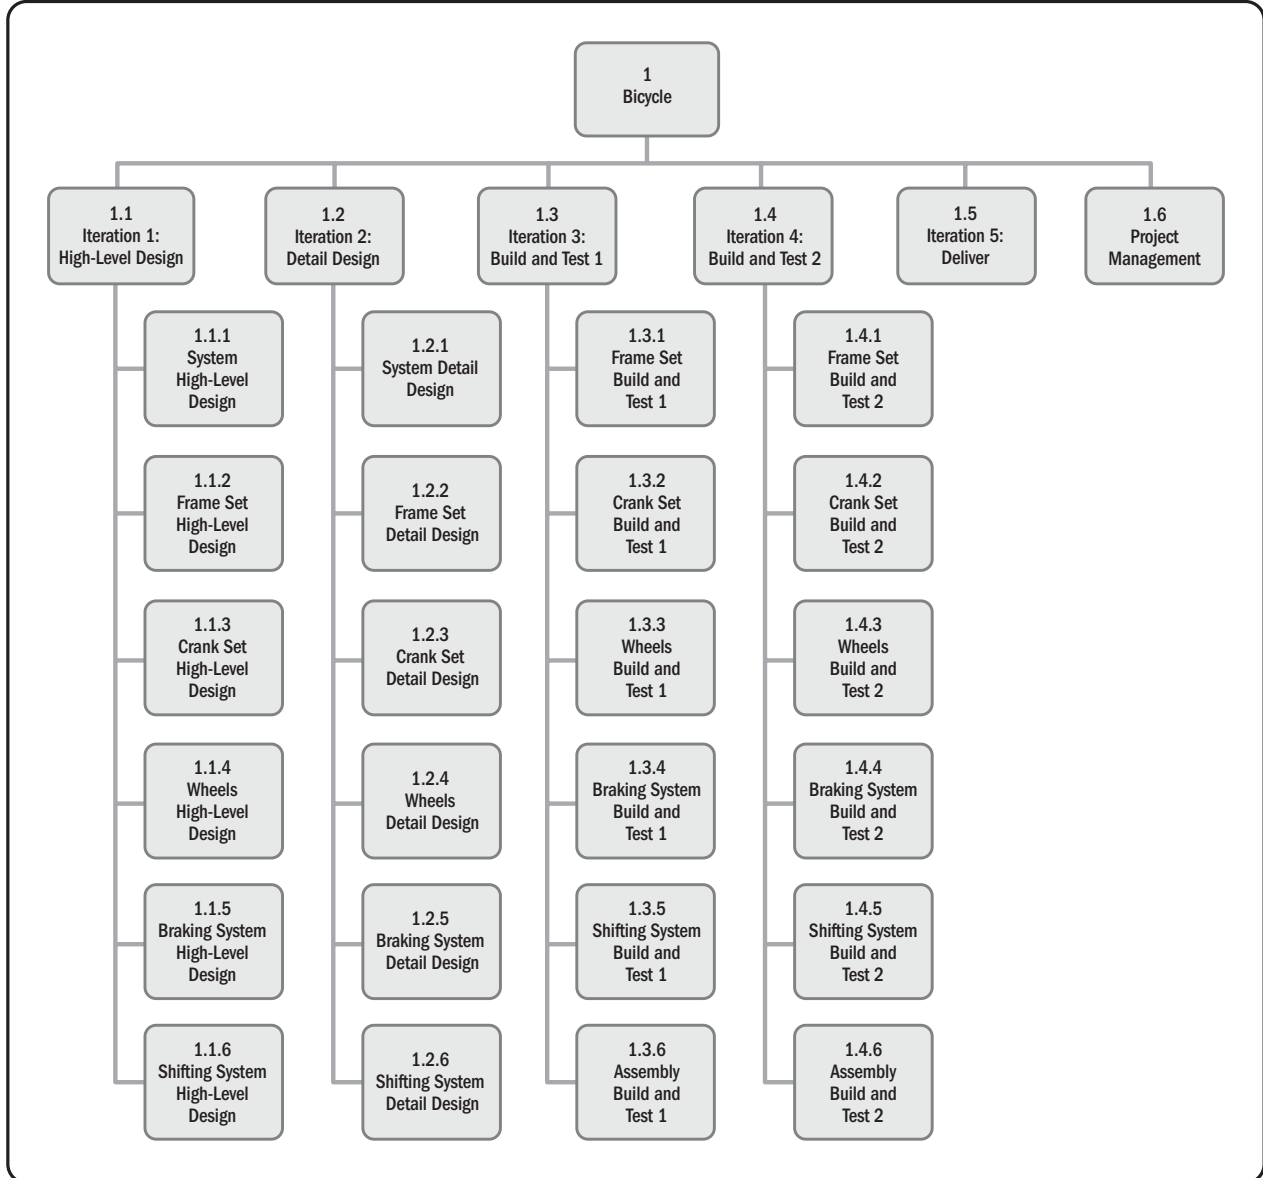 1
Bicycle
1.1
Iteration 1:
High-Level Design
1.2
Iteration 2:
Detail Design
1.3
Iteration 3:
Build and Test 1
1.4
Iteration 4:
Build and Test 2
1.5
Iteration 5:
Deliver
1.6
Project
Management
1.1.1
System
High-Level
Design
1.1.2
Frame Set
High-Level
Design
1.1.3
Crank Set
High-Level
Design
1.1.4
Wheels
High-Level
Design
1.1.5
Braking System
High-Level
Design
1.1.6
Shifting System
High-Level
Design
1.2.1
System Detail
Design
1.2.2
Frame Set
Detail Design
1.2.3
Crank Set
Detail Design
1.2.4
Wheels
Detail Design
1.2.5
Braking System
Detail Design
1.2.6
Shifting System
Detail Design
1.3.1
Frame Set
Build and
Test 1
1.3.2
Crank Set
Build and
Test 1
1.3.3
Wheels
Build and
Test 1
1.3.4
Braking System
Build and
Test 1
1.3.5
Shifting System
Build and
Test 1
1.3.6
Assembly
Build and
Test 1
1.4.1
Frame Set
Build and
Test 2
1.4.2
Crank Set
Build and
Test 2
1.4.3
Wheels
Build and
Test 2
1.4.4
Braking System
Build and
Test 2
1.4.5
Shifting System
Build and
Test 2
1.4.6
Assembly
Build and
Test 2